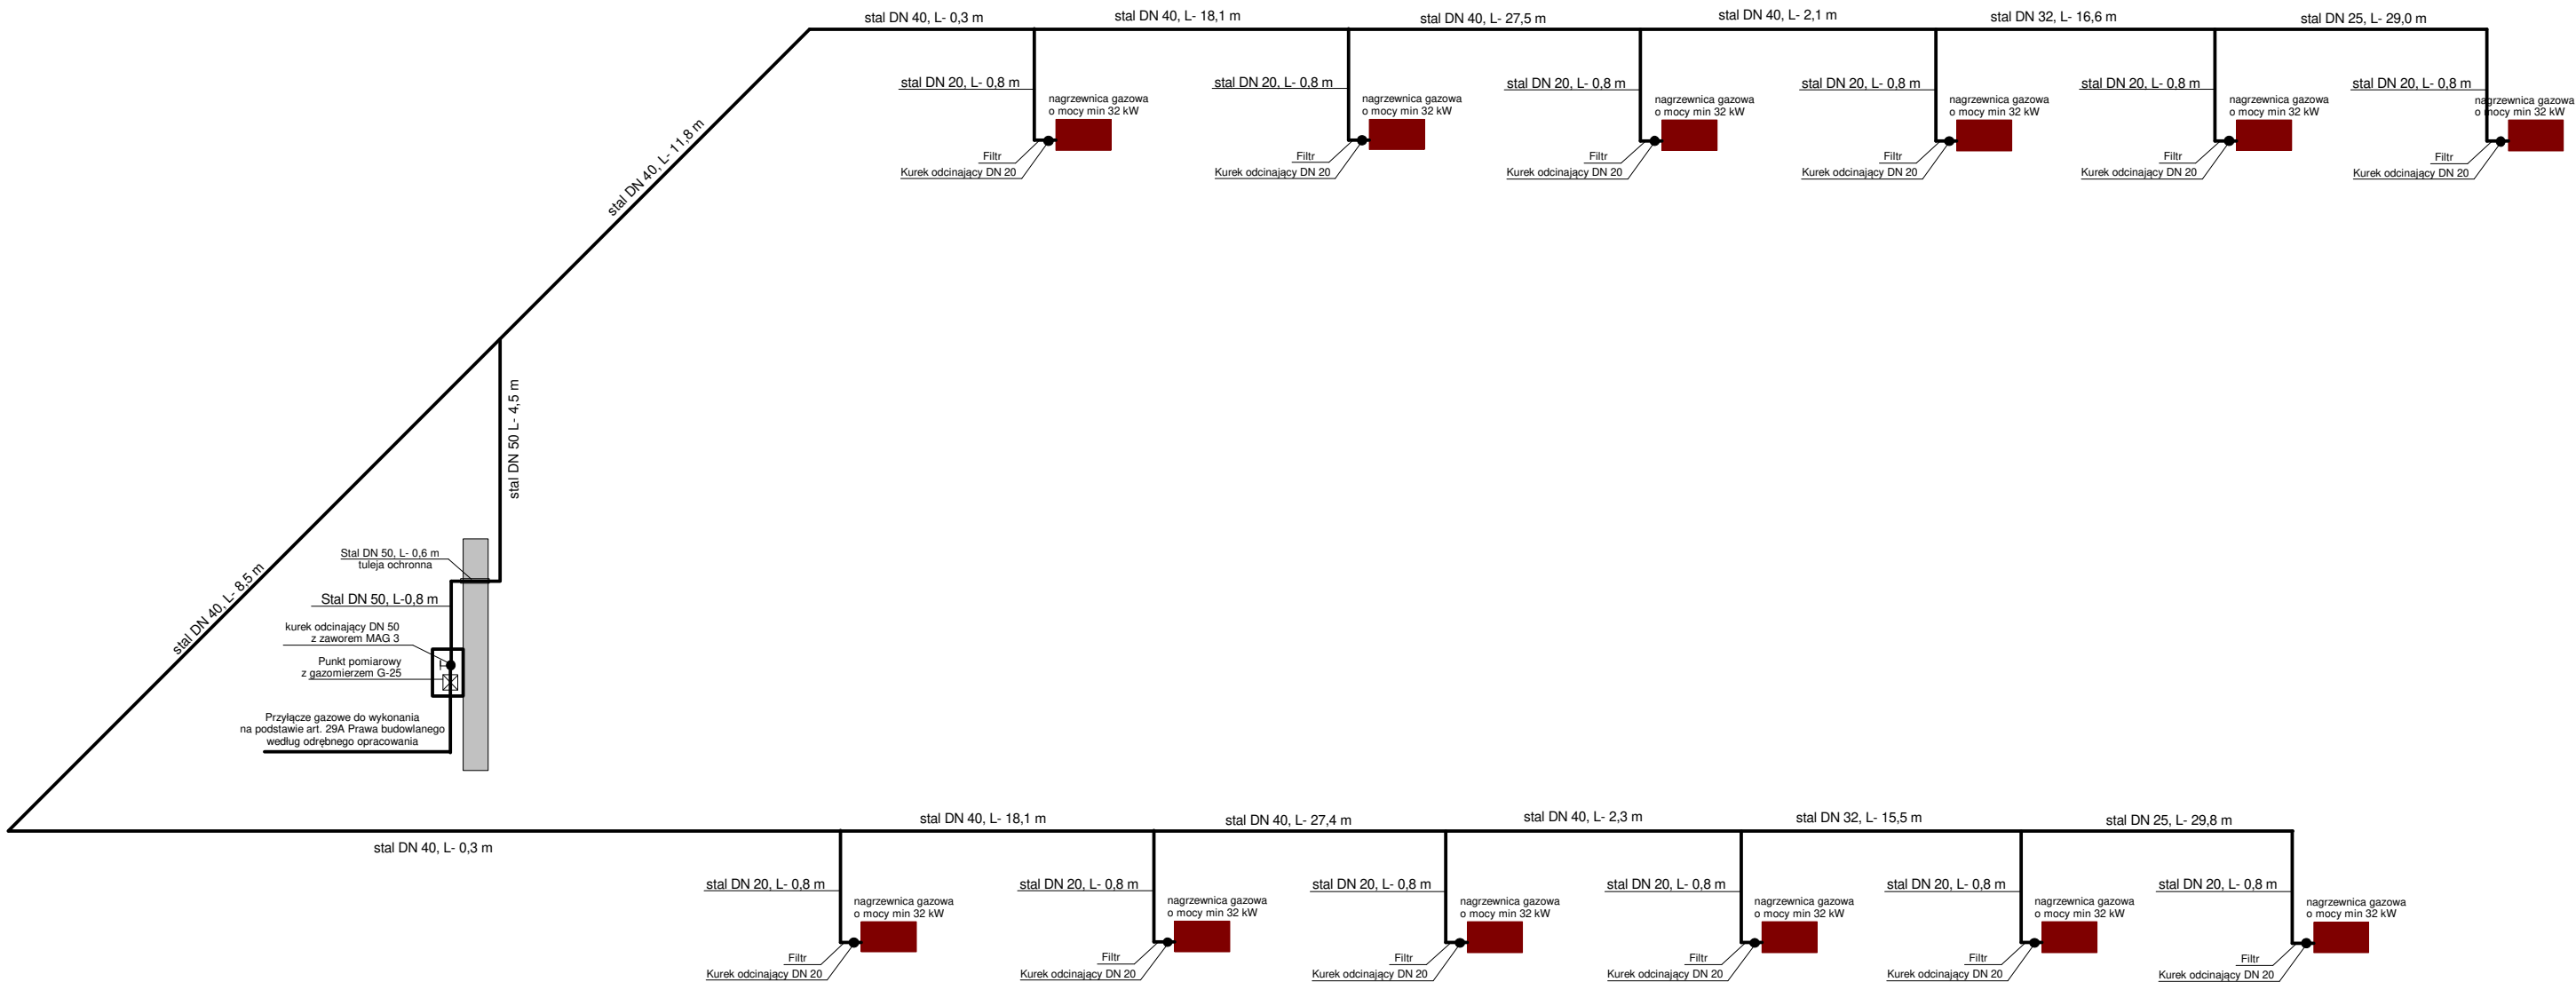 stal DN 40, L- 0,3 m
stal DN 40, L- 18,1 m
stal DN 40, L- 27,5 m
stal DN 40, L- 2,1 m
stal DN 32, L- 16,6 m
stal DN 25, L- 29,0 m
stal DN 20, L- 0,8 m
nagrzewnica gazowa
o mocy min 32 kW
Filtr
Kurek odcinający DN 20
stal DN 20, L- 0,8 m
nagrzewnica gazowa
o mocy min 32 kW
Filtr
Kurek odcinający DN 20
stal DN 20, L- 0,8 m
nagrzewnica gazowa
o mocy min 32 kW
Filtr
Kurek odcinający DN 20
stal DN 20, L- 0,8 m
nagrzewnica gazowa
o mocy min 32 kW
Filtr
Kurek odcinający DN 20
stal DN 20, L- 0,8 m
nagrzewnica gazowa
o mocy min 32 kW
Filtr
Kurek odcinający DN 20
stal DN 20, L- 0,8 m
nagrzewnica gazowa
o mocy min 32 kW
Filtr
Kurek odcinający DN 20
stal DN 40, L- 11,8 m
stal DN 50 L- 4,5 m
stal DN 40, L- 8,5 m
Stal DN 50, L- 0,6 m
tuleja ochronna
Stal DN 50, L-0,8 m
kurek odcinający DN 50
z zaworem MAG 3
Punkt pomiarowy
z gazomierzem G-25
Przyłącze gazowe do wykonania
na podstawie art. 29A Prawa budowlanego
według odrębnego opracowania
stal DN 40, L- 0,3 m
stal DN 40, L- 18,1 m
stal DN 40, L- 27,4 m
stal DN 40, L- 2,3 m
stal DN 32, L- 15,5 m
stal DN 25, L- 29,8 m
stal DN 20, L- 0,8 m
nagrzewnica gazowa
o mocy min 32 kW
Filtr
Kurek odcinający DN 20
stal DN 20, L- 0,8 m
nagrzewnica gazowa
o mocy min 32 kW
Filtr
Kurek odcinający DN 20
stal DN 20, L- 0,8 m
nagrzewnica gazowa
o mocy min 32 kW
Filtr
Kurek odcinający DN 20
stal DN 20, L- 0,8 m
nagrzewnica gazowa
o mocy min 32 kW
Filtr
Kurek odcinający DN 20
stal DN 20, L- 0,8 m
nagrzewnica gazowa
o mocy min 32 kW
Filtr
Kurek odcinający DN 20
stal DN 20, L- 0,8 m
nagrzewnica gazowa
o mocy min 32 kW
Filtr
Kurek odcinający DN 20